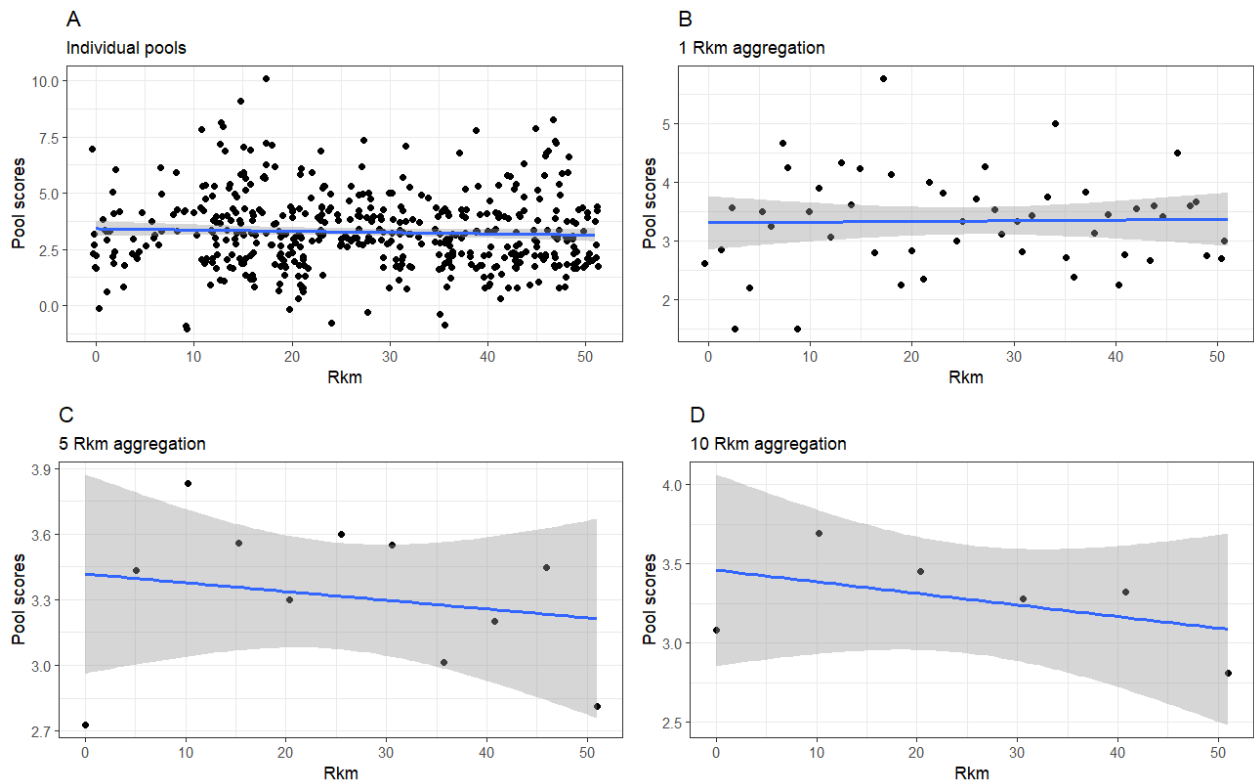 A
Individual pools
10.0
7.5
5.0
2.5
0.0
Pool scores
0 10 20 30 40 50
Rkm
B
1 Rkm aggregation
5
4
3
2
Pool scores
0 10 20 30 40 50
Rkm
C
5 Rkm aggregation
3.9
3.6
3.3
3.0
2.7
Pool scores
0 10 20 30 40 50
Rkm
D
10 Rkm aggregation
4.0
3.5
3.0
2.5
Pool scores
0 10 20 30 40 50
Rkm